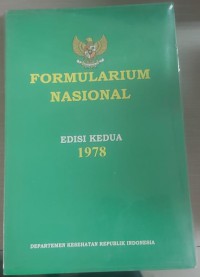 FORMULARIUM
NASIONAL
EDISI KEDUA
1978
DEPARTEMEN KESEHATAN REPUBLIK INDONESIA